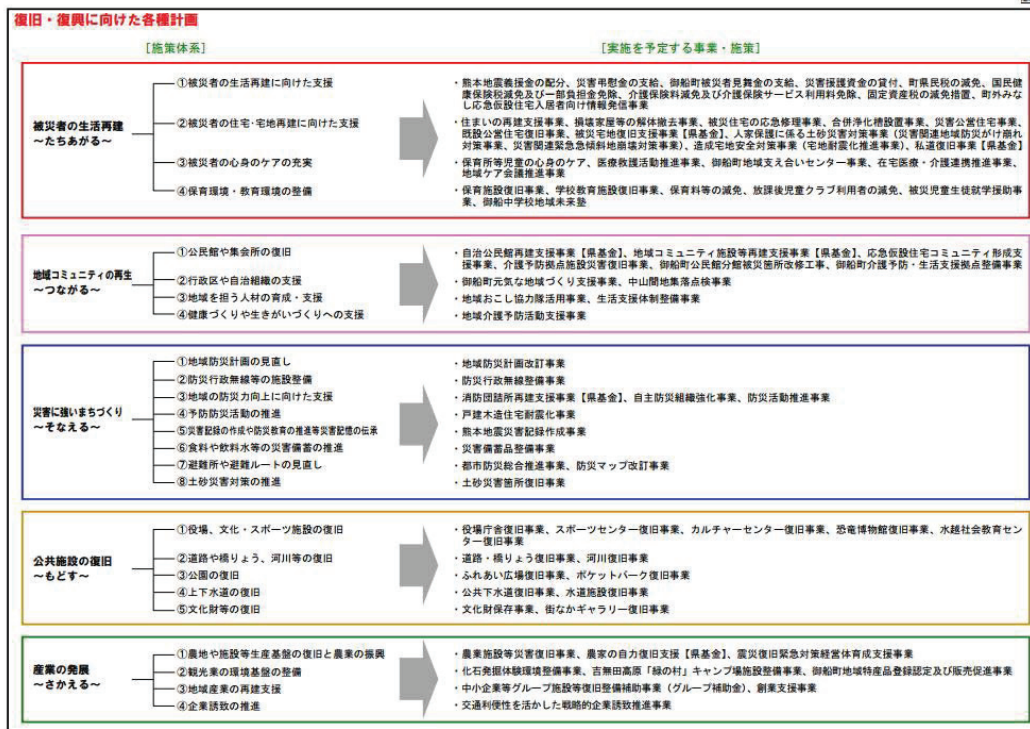 復旧・復興に向けた各種計画
［施策体系］
［実施を予定する事業・施策］
被災者の生活再建
～たちあがる～
①被災者の生活再建に向けた支援
②被災者の住宅・宅地再建に向けた支援
③被災者の心身のケアの充実
④保育環境・教育環境の整備
・熊本地震義援金の配分、災害弔慰金の支給、御船町被災者見舞金の支給、災害援護資金の貸付、町県民税の減免、国民健
康保険税減免及び一部負担金免除、介護保険料減免及び介護保険サービス利用料免除、固定資産税の減免措置、町外みな
し応急仮設住宅入居者向け情報発信事業
・住まいの再建支援事業、損壊家屋等の解体撤去事業、被災住宅の応急修理事業、合併浄化槽設置事業、災害公営住宅事業、
既設公営住宅復旧事業、被災宅地復旧支援事業【県基金】、人家保護に係る土砂災害対策事業（災害関連地域防災がけ崩れ
対策事業、災害関連緊急急傾斜地崩壊対策事業）、造成宅地安全対策事業（宅地耐震化推進事業）、私道復旧事業【県基金】
・保育所等児童の心身のケア、医療救護活動推進事業、御船町地域支え合いセンター事業、在宅医療・介護連携推進事業、
地域ケア会議推進事業
・保育施設復旧事業、学校教育施設復旧事業、保育料等の減免、放課後児童クラブ利用者の減免、被災児童生徒就学援助事
業、御船中学校地域未来塾
地域コミュニティの再生
～つながる～
①公民館や集会所の復旧
②行政区や自治組織の支援
③地域を担う人材の育成・支援
④健康づくりや生きがいづくりへの支援
・自治公民館再建支援事業【県基金】、地域コミュニティ施設等再建支援事業【県基金】、応急仮設住宅コミュニティ形成支
援事業、介護予防拠点施設災害復旧事業、御船町公民館分館被災箇所改修工事、御船町介護予防・生活支援拠点整備事業
・御船町元気な地域づくり支援事業、中山間地集落点検事業
・地域おこし協力隊活用事業、生活支援体制整備事業
・地域介護予防活動支援事業
災害に強いまちづくり
～そなえる～
①地域防災計画の見直し
②防災行政無線等の施設整備
③地域の防災力向上に向けた支援
④予防防災活動の推進
⑤災害記録の作成や防災教育の推進等災害記憶の伝承
⑥食料や飲料水等の災害備蓄の推進
⑦避難所や避難ルートの見直し
⑧土砂災害対策の推進
・地域防災計画改訂事業
・防災行政無線整備事業
・消防団詰所再建支援事業【県基金】、自主防災組織強化事業、防災活動推進事業
・戸建木造住宅耐震化事業
・熊本地震災害記録作成事業
・災害備蓄品整備事業
・都市防災総合推進事業、防災マップ改訂事業
・土砂災害箇所復旧事業
公共施設の復旧
～もどす～
①役場、文化・スポーツ施設の復旧
②道路や橋りょう、河川等の復旧
③公園の復旧
④上下水道の復旧
⑤文化財等の復旧
・役場庁舎復旧事業、スポーツセンター復旧事業、カルチャーセンター復旧事業、恐竜博物館復旧事業、水越社会教育セン
ター復旧事業
・道路・橋りょう復旧事業、河川復旧事業
・ふれあい広場復旧事業、ポケットパーク復旧事業
・公共下水道復旧事業、水道施設復旧事業
・文化財保存事業、街なかギャラリー復旧事業
産業の発展
～さかえる～
①農地や施設等生産基盤の復旧と農業の振興
②観光業の環境基盤の整備
③地域産業の再建支援
④企業誘致の推進
・農業施設等災害復旧事業、農家の自力復旧支援【県基金】、震災復旧緊急対策経営体育成支援事業
・化石発掘体験環境整備事業、吉無田高原「緑の村」キャンプ場施設整備事業、御船町地域特産品登録認定及び販売促進事業
・中小企業等グループ施設等復旧整備補助事業（グループ補助金）、創業支援事業
・交通利便性を活かした戦略的企業誘致推進事業